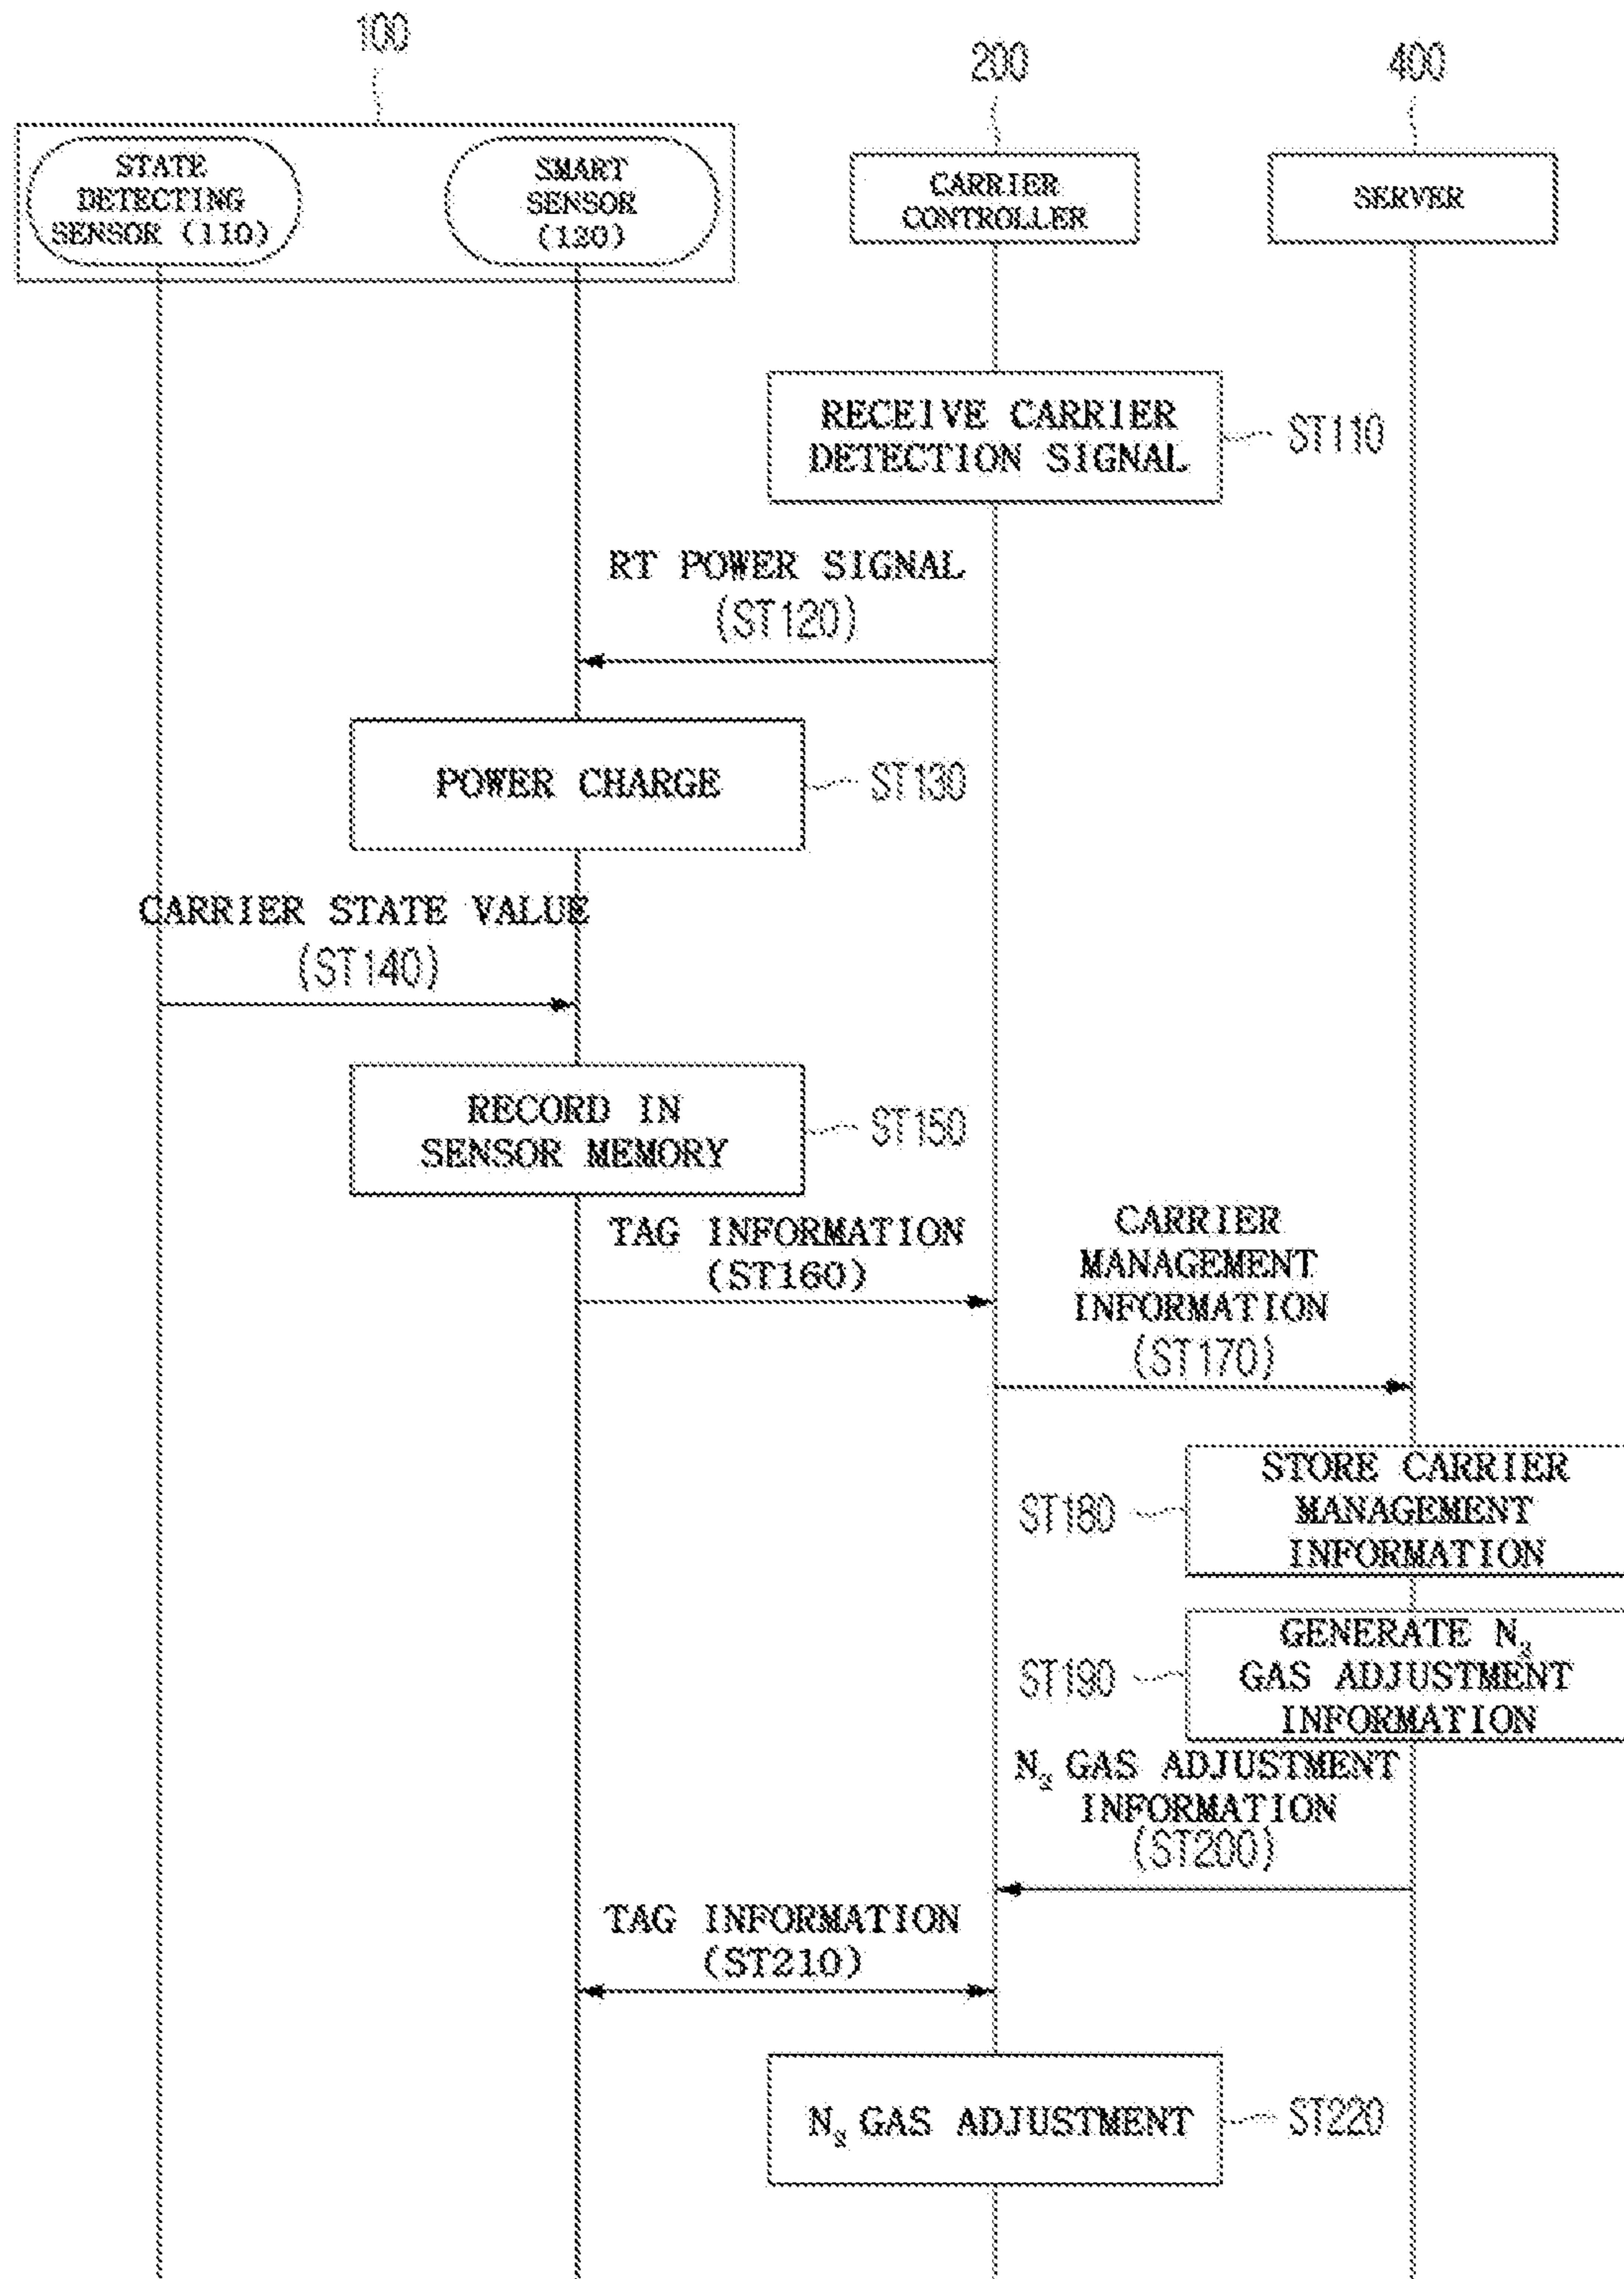 100
200
400
STATE
DETECTING
SENSOR (110)
SMART
SENSOR
(120)
CARRIER
CONTROLLER
SERVER
RECEIVE CARRIER
DETECTION SIGNAL
ST110
RT POWER SIGNAL
(ST120)
POWER CHARGE
ST130
CARRIER STATE VALUE
(ST140)
RECORD IN
SENSOR MEMORY
ST150
TAG INFORMATION
(ST160)
CARRIER
MANAGEMENT
INFORMATION
(ST170)
STORE CARRIER
MANAGEMENT
INFORMATION
ST180
GENERATE N₂
GAS ADJUSTMENT
INFORMATION
ST190
N₂ GAS ADJUSTMENT
INFORMATION
(ST200)
TAG INFORMATION
(ST210)
N₂ GAS ADJUSTMENT
ST220